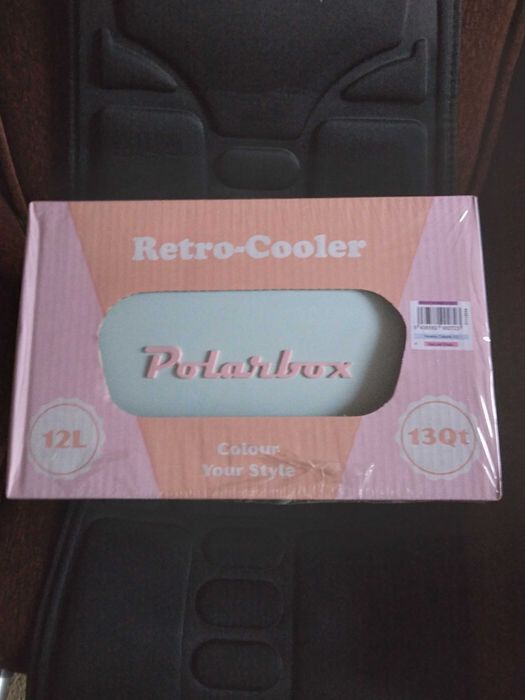 Retro-Cooler
Polarbox
12L
13Qt
Colour
Your Style